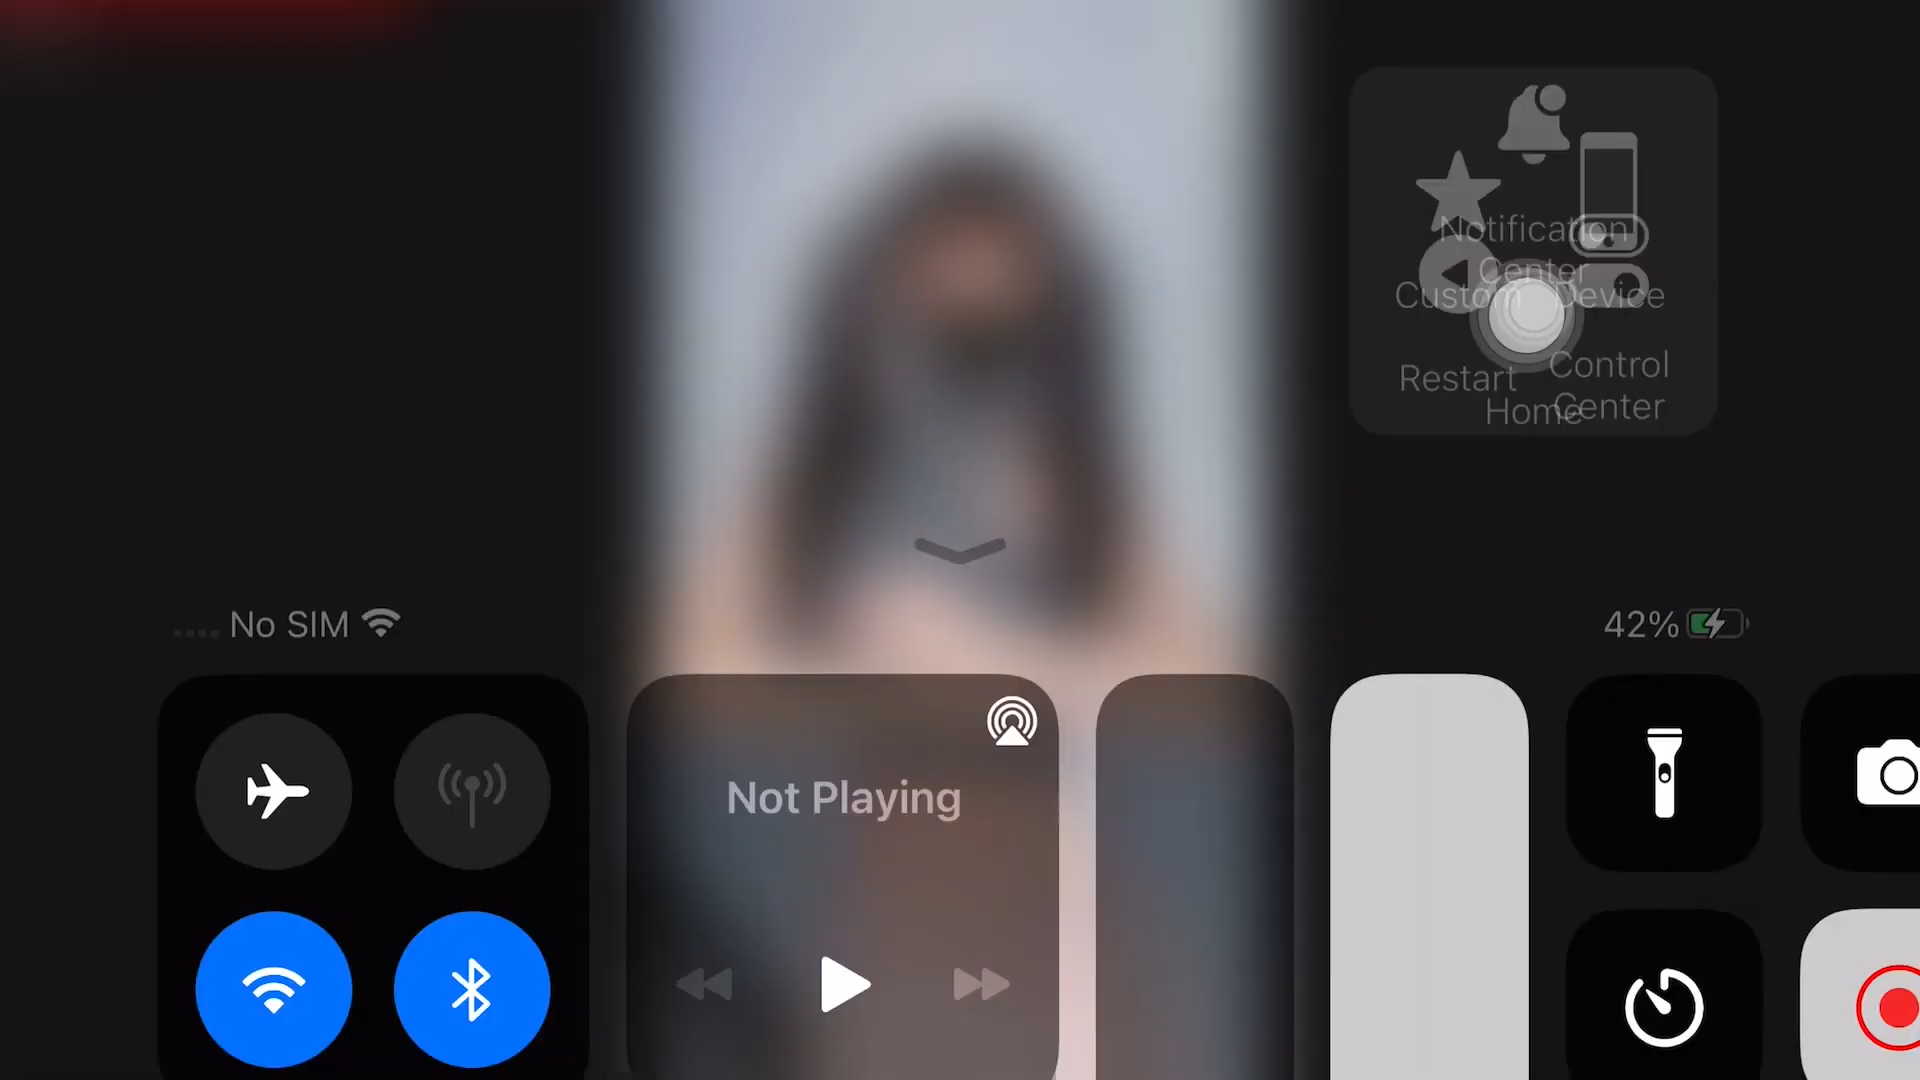 Notification
Center
Custom
Device
Restart
Control
Center
Home
No SIM
42%
Not Playing